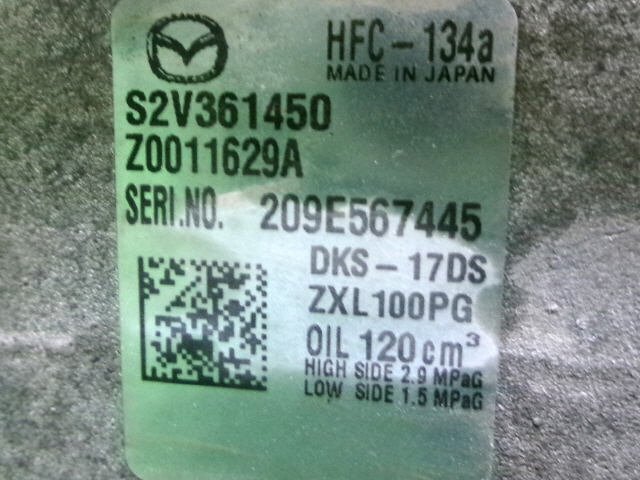 HFC-134a
MADE IN JAPAN
S2V361450
Z0011629A
SERI.NO. 209E567445
DKS-17DS
ZXL100PG
OIL 120cm³
HIGH SIDE 2.9 MPaG
LOW SIDE 1.5 MPaG